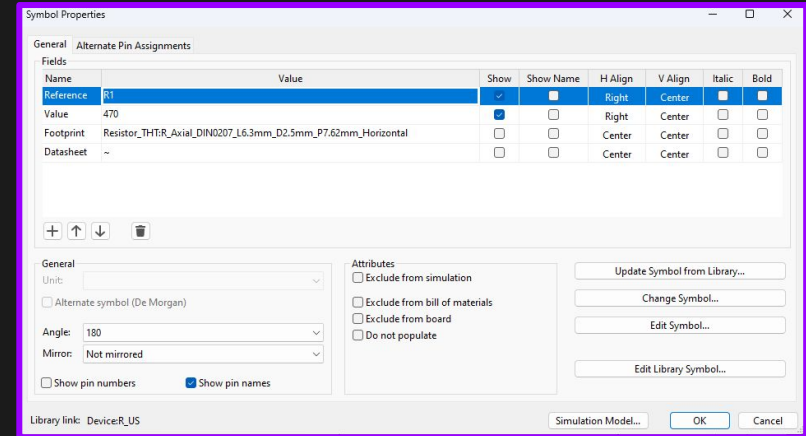 Symbol Properties
General Alternate Pin Assignments
Fields
Name Value Show Show Name H Align V Align Italic Bold
Reference R1 Right Center
Value 470 Right Center
Footprint Resistor_THT:R_Axial_DIN0207_L6.3mm_D2.5mm_P7.62mm_Horizontal Center Center
Datasheet ~ Center Center
General
Unit:
Alternate symbol (De Morgan)
Angle: 180
Mirror: Not mirrored
Show pin numbers Show pin names
Attributes
Exclude from simulation
Exclude from bill of materials
Exclude from board
Do not populate
Update Symbol from Library...
Change Symbol...
Edit Symbol...
Edit Library Symbol...
Library link: Device:R_US
Simulation Model... OK Cancel